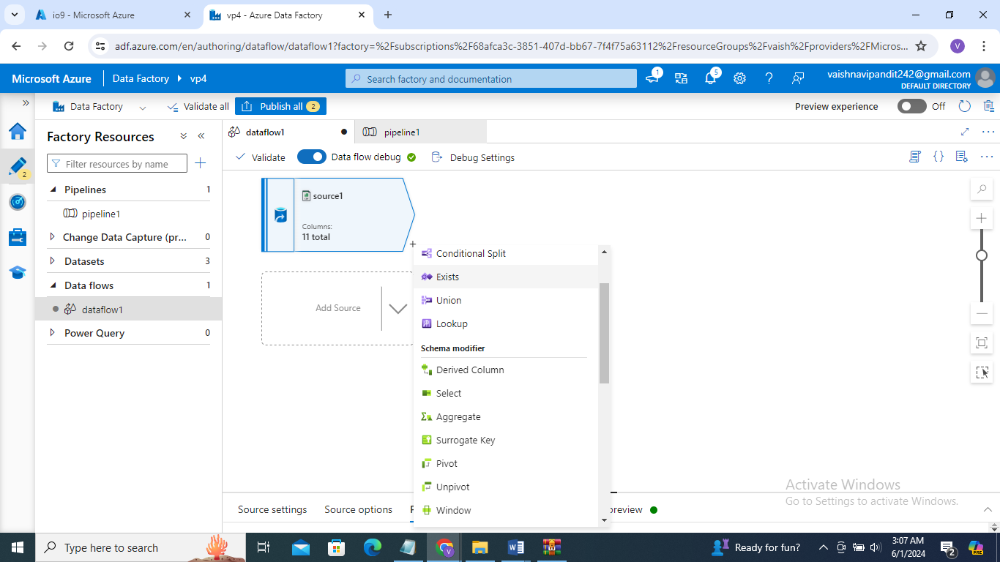 io9 - Microsoft Azure
vp4 - Azure Data Factory
adf.azure.com/en/authoring/dataflow/dataflow1?factory=%2Fsubscriptions%2F68afca3c-3851-407d-bb67-7f4f75a63112%2FresourceGroups%2Fvaish%2Fproviders%2FMicros...
V
Microsoft Azure
Data Factory
vp4
Search factory and documentation
1
5
vaishnavipandit242@gmail.com
DEFAULT DIRECTORY
Data Factory
Validate all
Publish all
2
Preview experience
Off
Factory Resources
Filter resources by name
2
Pipelines 1
pipeline1
Change Data Capture (pr... 0
Datasets 3
Data flows 1
dataflow1
Power Query 0
dataflow1
pipeline1
Validate
Data flow debug
Debug Settings
source1
Columns:
11 total
Add Source
Conditional Split
Exists
Union
Lookup
Schema modifier
Derived Column
Select
Aggregate
Surrogate Key
Pivot
Unpivot
Window
Source settings
Source options
preview
Activate Windows
Go to Settings to activate Windows.
Type here to search
V
Ready for fun?
3:07 AM
6/1/2024
2
PRE